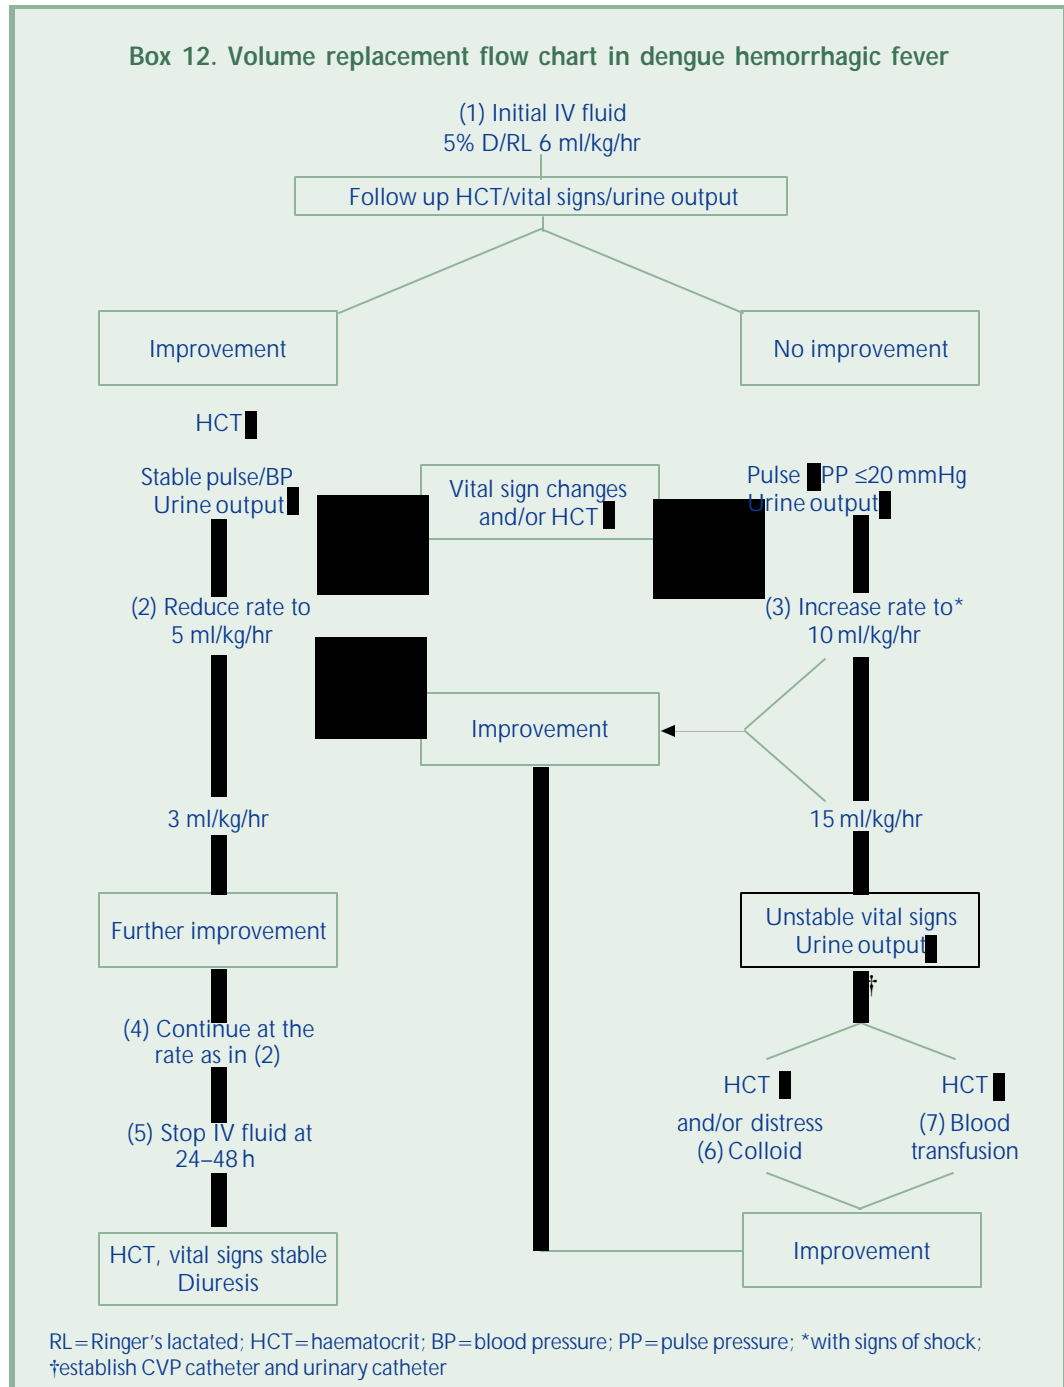 Box 12. Volume replacement flow chart in dengue hemorrhagic fever
(1) Initial IV fluid
5% D/RL 6 ml/kg/hr
Follow up HCT/vital signs/urine output
Improvement
No improvement
HCT
Stable pulse/BP
Urine output
Vital sign changes
and/or HCT
Pulse PP ≤20 mmHg
Urine output
(2) Reduce rate to
5 ml/kg/hr
(3) Increase rate to*
10 ml/kg/hr
Improvement
3 ml/kg/hr
15 ml/kg/hr
Further improvement
Unstable vital signs
Urine output
†
(4) Continue at the
rate as in (2)
HCT
and/or distress
(6) Colloid
HCT
(7) Blood
transfusion
(5) Stop IV fluid at
24–48 h
Improvement
HCT, vital signs stable
Diuresis
RL=Ringer's lactated; HCT=haematocrit; BP=blood pressure; PP=pulse pressure; *with signs of shock;
†establish CVP catheter and urinary catheter